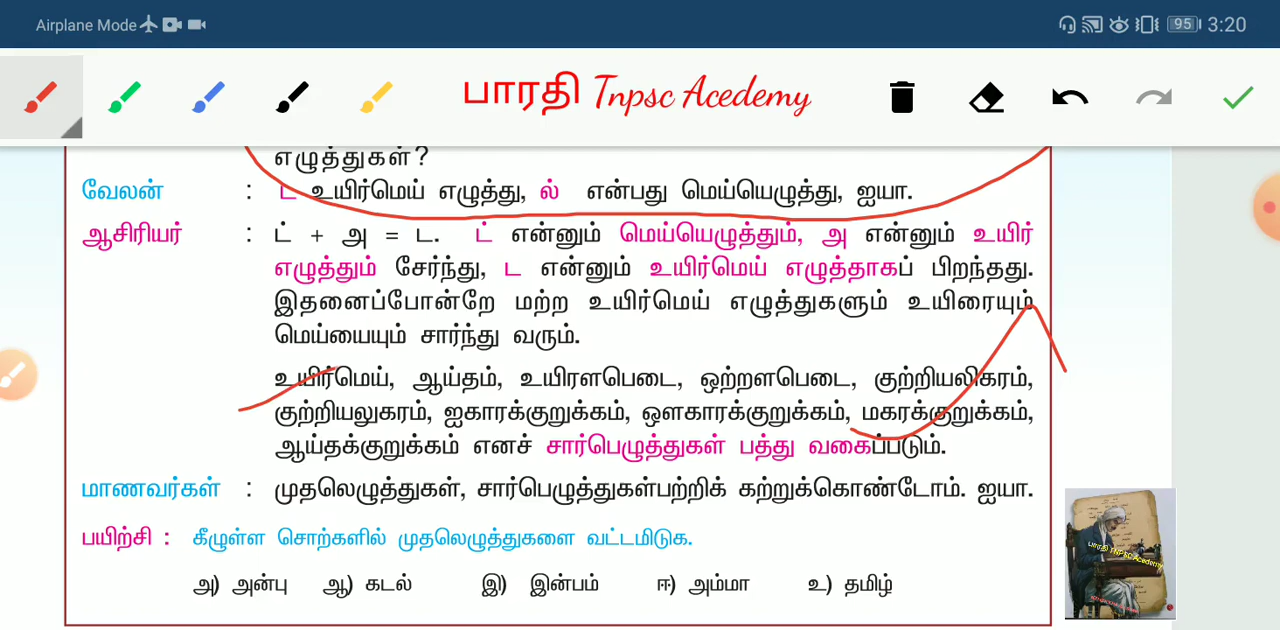 Airplane Mode 95 3:20
பாரதி Tnpsc Acedemy
எழுத்துகள்?
வேலன் : ட உயிர்மெய் எழுத்து, ல் என்பது மெய்யெழுத்து, ஐயா.
ஆசிரியர் : ட் + அ = ட. ட் என்னும் மெய்யெழுத்தும், அ என்னும் உயிர்
எழுத்தும் சேர்ந்து, ட என்னும் உயிர்மெய் எழுத்தாகப் பிறந்தது.
இதனைப்போன்றே மற்ற உயிர்மெய் எழுத்துகளும் உயிரையும்
மெய்யையும் சார்ந்து வரும்.
உயிர்மெய், ஆய்தம், உயிரளபெடை, ஒற்றளபெடை, குற்றியலிகரம்,
குற்றியலுகரம், ஐகாரக்குறுக்கம், ஔகாரக்குறுக்கம், மகரக்குறுக்கம்,
ஆய்தக்குறுக்கம் எனச் சார்பெழுத்துகள் பத்து வகைப்படும்.
மாணவர்கள் : முதலெழுத்துகள், சார்பெழுத்துகள்பற்றிக் கற்றுக்கொண்டோம். ஐயா.
பயிற்சி : கீழுள்ள சொற்களில் முதலெழுத்துகளை வட்டமிடுக.
அ) அன்பு ஆ) கடல் இ) இன்பம் ஈ) அம்மா உ) தமிழ்
பாரதி TNPSC Academy